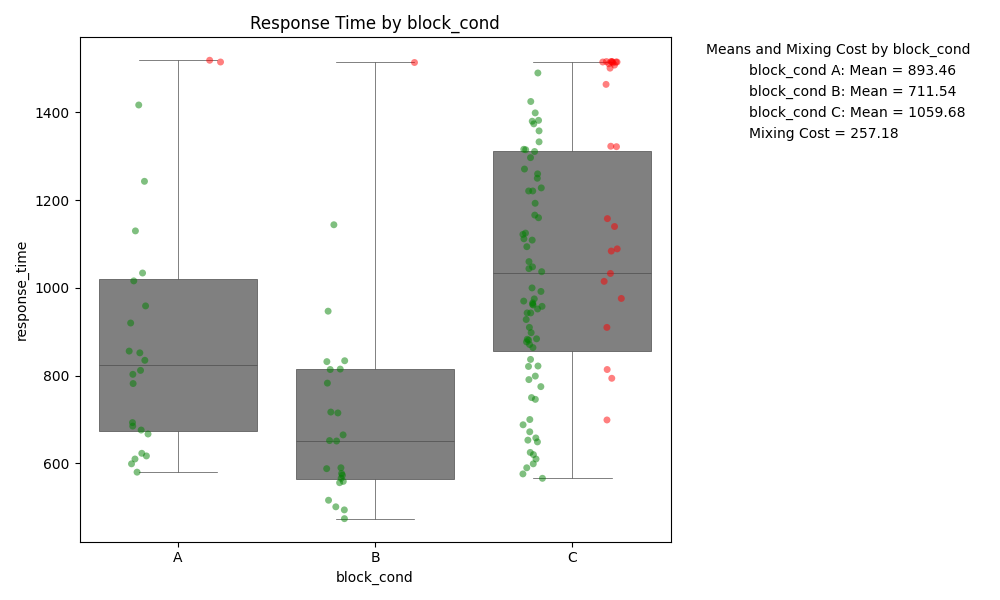 Response Time by block_cond
Means and Mixing Cost by block_cond
block_cond A: Mean = 893.46
block_cond B: Mean = 711.54
block_cond C: Mean = 1059.68
Mixing Cost = 257.18
response_time
1400
1200
1000
800
600
A
B
C
block_cond